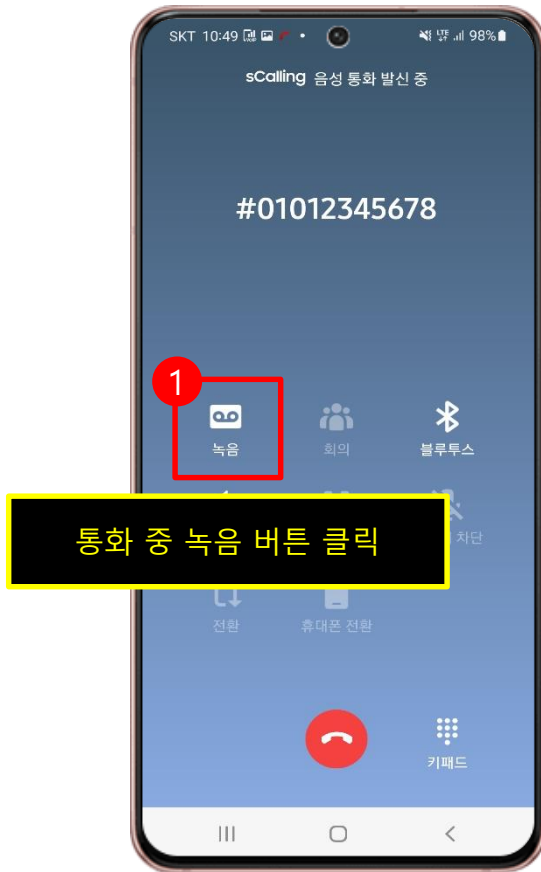 SKT 10:49
98%
sCalling 음성 통화 발신 중
#01012345678
1
녹음
회의
블루투스
통화 중 녹음 버튼 클릭
차단
전환
휴대폰 전환
키패드